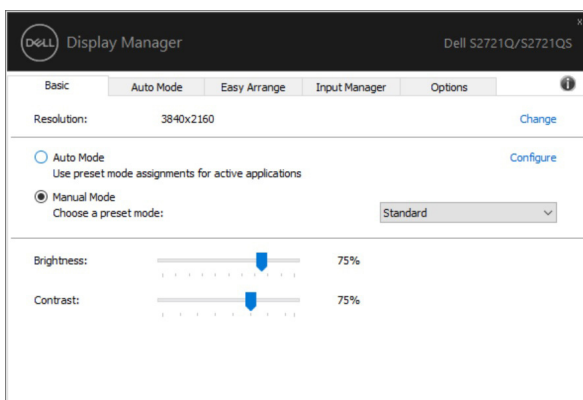 DELL Display Manager Dell S2721Q/S2721QS
Basic Auto Mode Easy Arrange Input Manager Options
Resolution: 3840x2160 Change
Auto Mode Configure
Use preset mode assignments for active applications
Manual Mode
Choose a preset mode: Standard
Brightness: 75%
Contrast: 75%